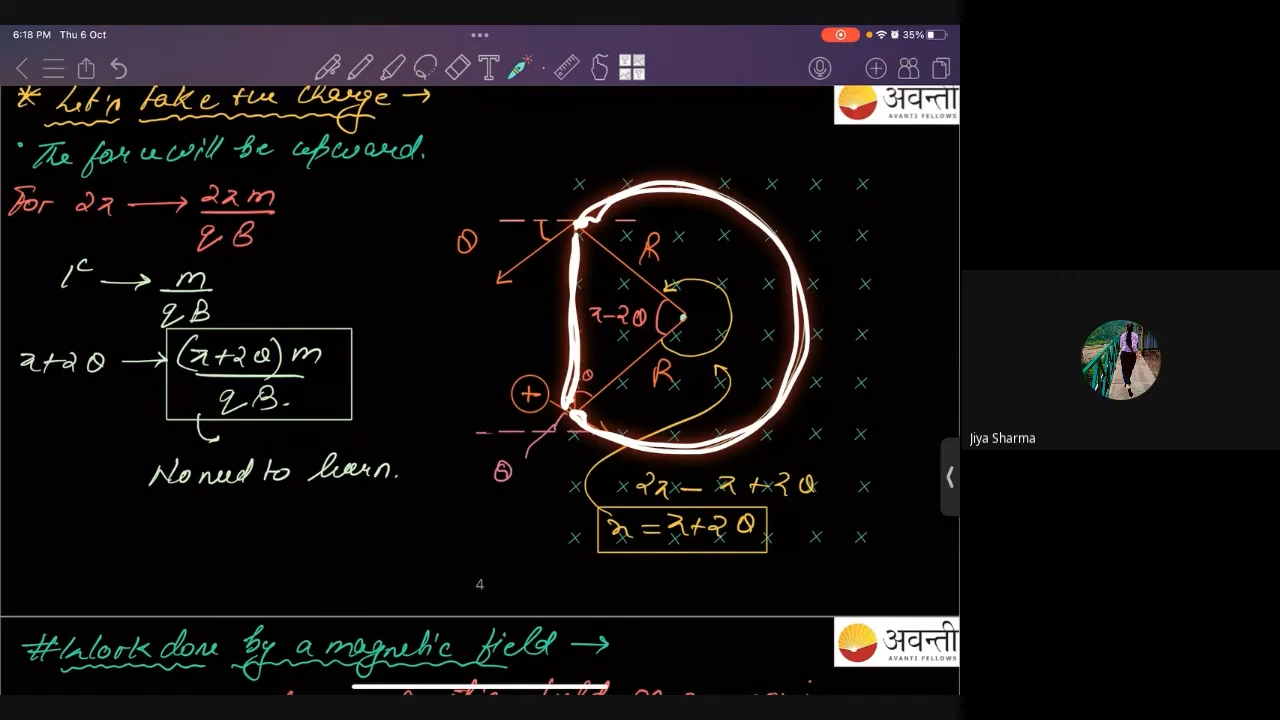 6:18 PM Thu 6 Oct
35%
* Let's take the charge →
अवन्ती
AVANTI FELLOWS
• The force will be upward.
For 2π → 2πm / qB
1ᶜ → m / qB
π+2θ → (π+2θ)m / qB.
No need to learn.
θ
R
π-2θ
R
θ
+
θ
2π - π + 2θ
x = π+2θ
4
# Work done by a magnetic field →
अवन्ती
AVANTI FELLOWS
Jiya Sharma